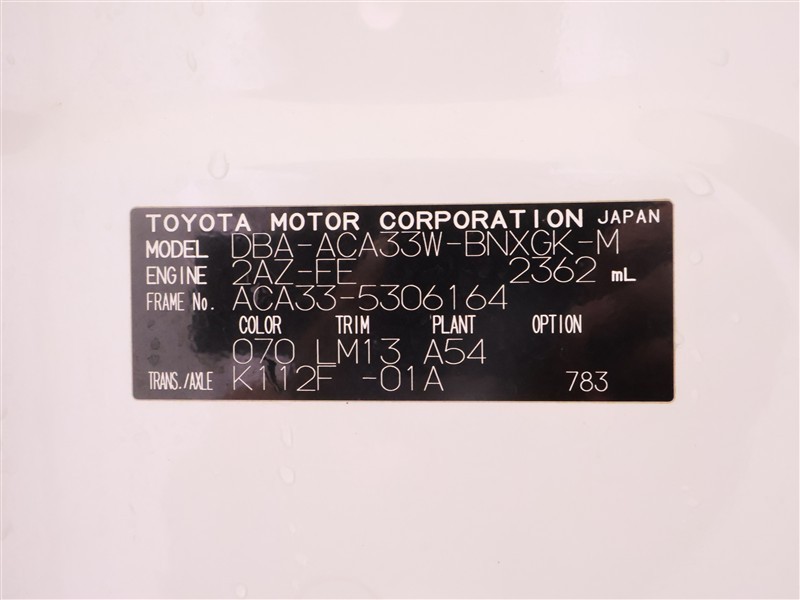 TOYOTA MOTOR CORPORATION JAPAN
MODEL DBA-ACA33W-BNXGK-M
ENGINE 2AZ-FE 2362 mL
FRAME No. ACA33-5306164
COLOR TRIM PLANT OPTION
070 LM13 A54
TRANS./AXLE K112F -01A 783